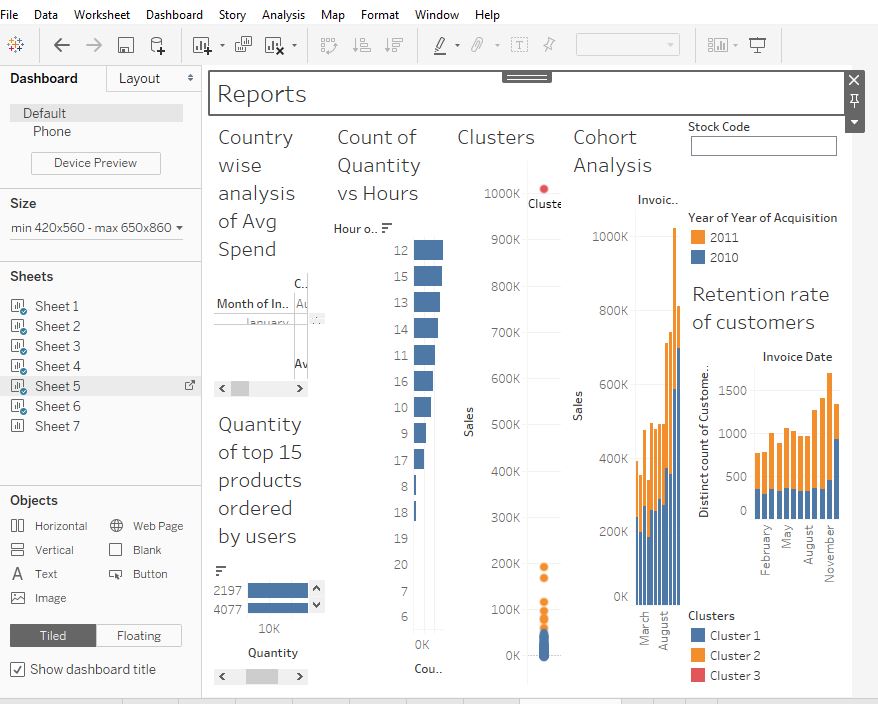 File Data Worksheet Dashboard Story Analysis Map Format Window Help
Dashboard Layout
Default
Phone
Device Preview
Size
min 420x560 - max 650x860
Sheets
Sheet 1
Sheet 2
Sheet 3
Sheet 4
Sheet 5
Sheet 6
Sheet 7
Objects
Horizontal Web Page
Vertical Blank
Text Button
Image
Tiled Floating
Show dashboard title
Reports
Country
wise
analysis
of Avg
Spend
C..
Month of In.. Au
January
Av
Quantity
of top 15
products
ordered
by users
2197
4077
10K
Quantity
Count of
Quantity
vs Hours
Hour o..
12
15
13
14
11
16
10
9
17
8
18
19
20
7
6
0K
Cou..
Clusters
Cluste
1000K
900K
800K
700K
600K
500K
400K
300K
200K
100K
0K
Sales
Cohort
Analysis
Invoic..
1000K
800K
600K
400K
200K
0K
Sales
March
August
Stock Code
Year of Year of Acquisition
2011
2010
Retention rate
of customers
Invoice Date
1500
1000
500
0
Distinct count of Custome..
February
May
August
November
Clusters
Cluster 1
Cluster 2
Cluster 3